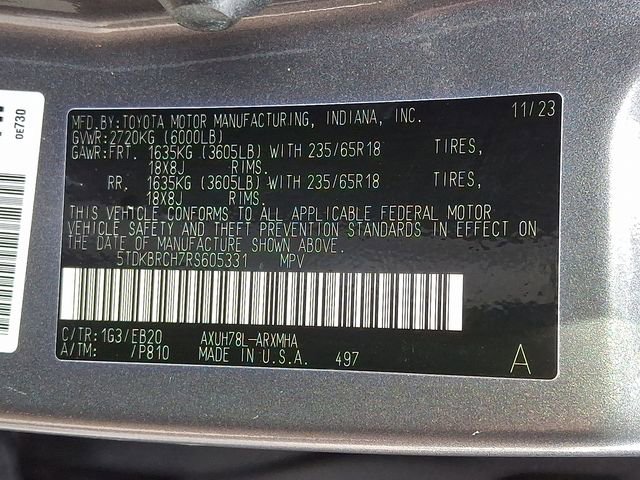 0E730
MFD.BY:TOYOTA MOTOR MANUFACTURING, INDIANA, INC. 11/23
GVWR:2720KG (6000LB)
GAWR:FRT. 1635KG (3605LB) WITH 235/65R18 TIRES,
18X8J RIMS.
RR. 1635KG (3605LB) WITH 235/65R18 TIRES,
18X8J RIMS.
THIS VEHICLE CONFORMS TO ALL APPLICABLE FEDERAL MOTOR
VEHICLE SAFETY AND THEFT PREVENTION STANDARDS IN EFFECT ON
THE DATE OF MANUFACTURE SHOWN ABOVE.
5TDKBRCH7RS605331 MPV
C/TR:1G3/EB20 AXUH78L-ARXMHA
A/TM: /P810 MADE IN U.S.A. 497 A